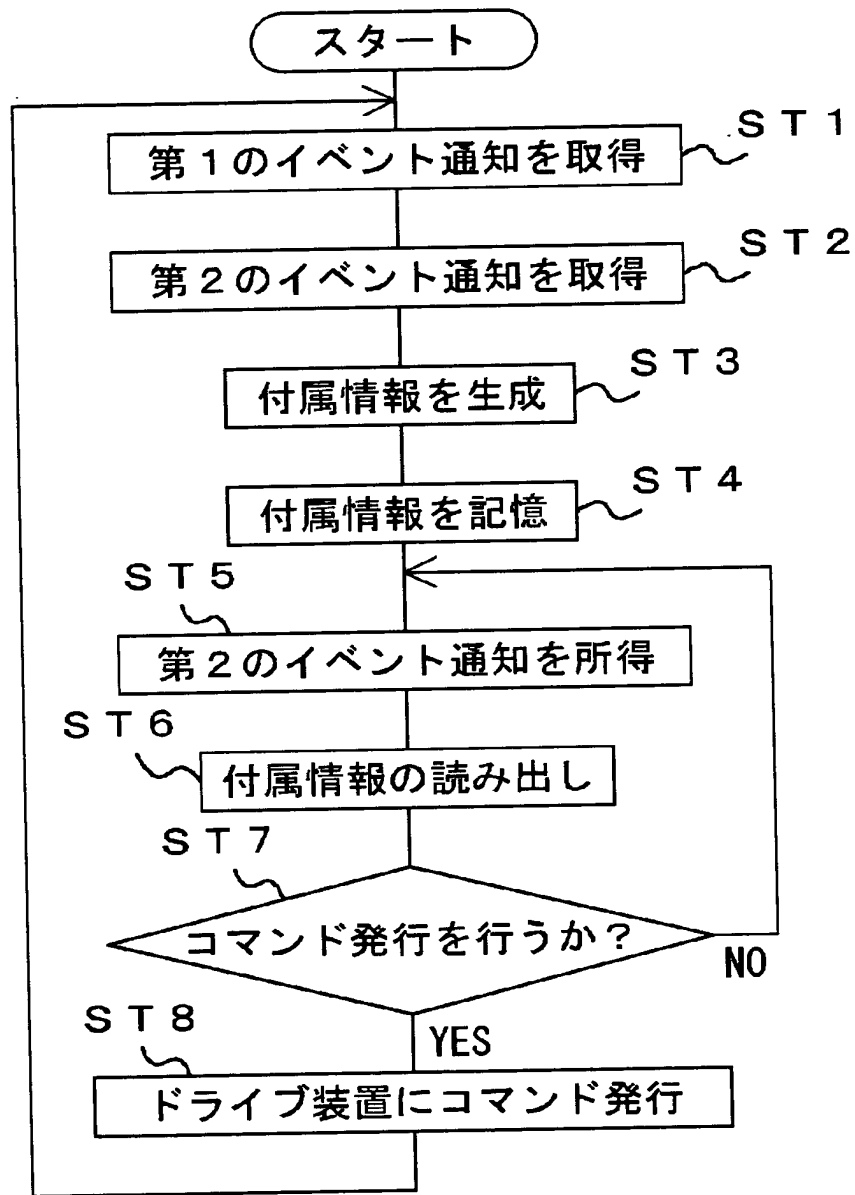 スタート
第１のイベント通知を取得
ＳＴ１
第２のイベント通知を取得
ＳＴ２
付属情報を生成
ＳＴ３
付属情報を記憶
ＳＴ４
ＳＴ５
第２のイベント通知を所得
ＳＴ６
付属情報の読み出し
ＳＴ７
コマンド発行を行うか？
NO
YES
ＳＴ８
ドライブ装置にコマンド発行